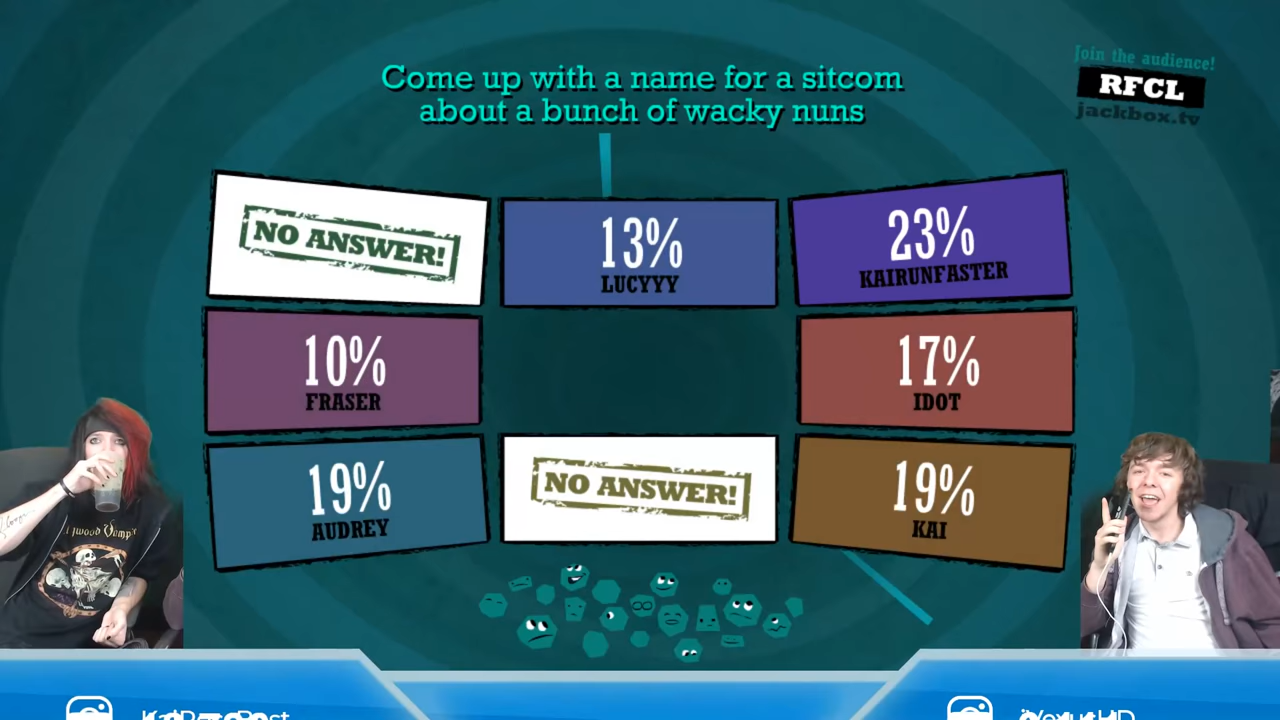 Come up with a name for a sitcom
about a bunch of wacky nuns
Join the audience!
RFCL
jackbox.tv
NO ANSWER!
13%
LUCYYY
23%
KAIRUNFASTER
10%
FRASER
17%
IDOT
19%
AUDREY
NO ANSWER!
19%
KAI